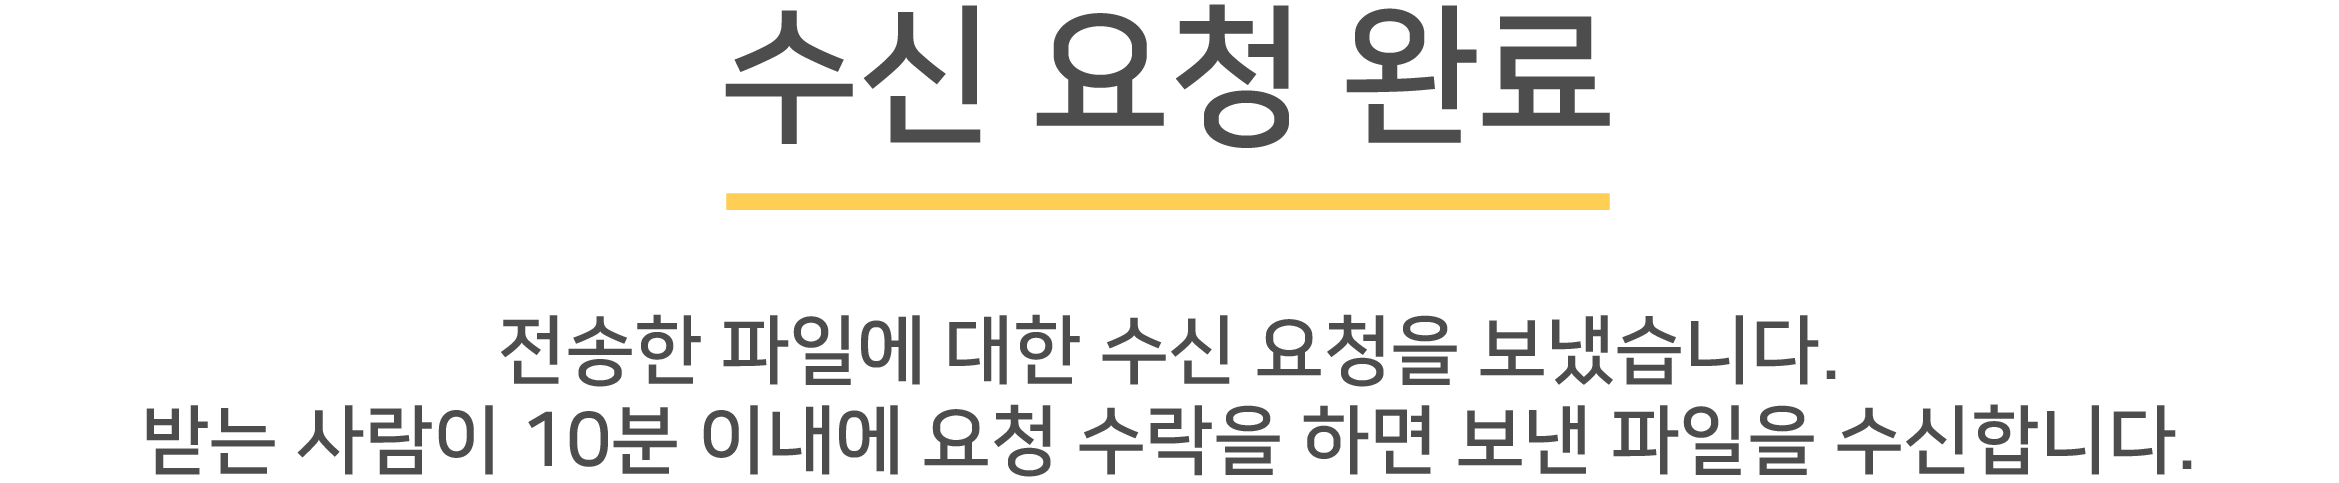 수신 요청 완료
전송한 파일에 대한 수신 요청을 보냈습니다.
받는 사람이 10분 이내에 요청 수락을 하면 보낸 파일을 수신합니다.